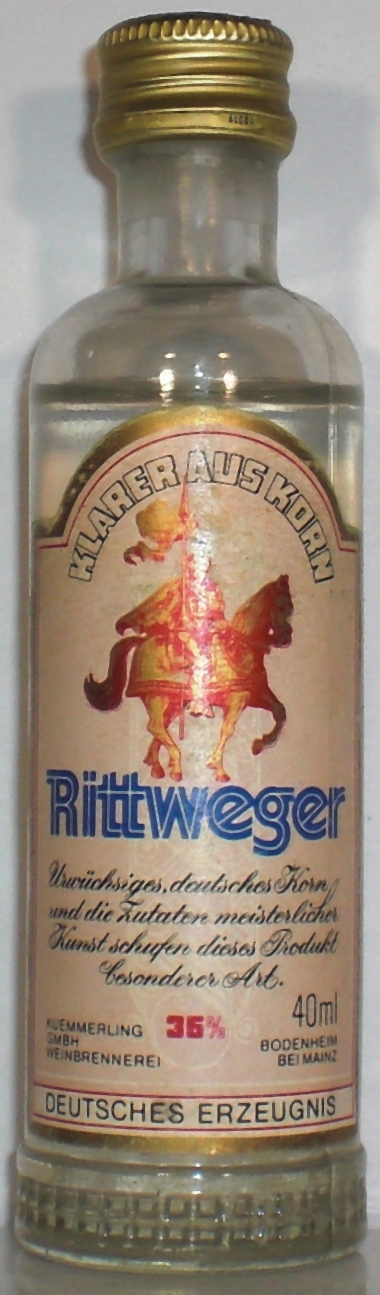 KLARER AUS KORN
Rittweger
Urwüchsiges, deutsches Korn
und die Zutaten meisterlicher
Kunst schufen dieses Produkt
besonderer Art.
40ml
KUEMMERLING
GMBH
WEINBRENNEREI
35%
BODENHEIM
BEI MAINZ
DEUTSCHES ERZEUGNIS